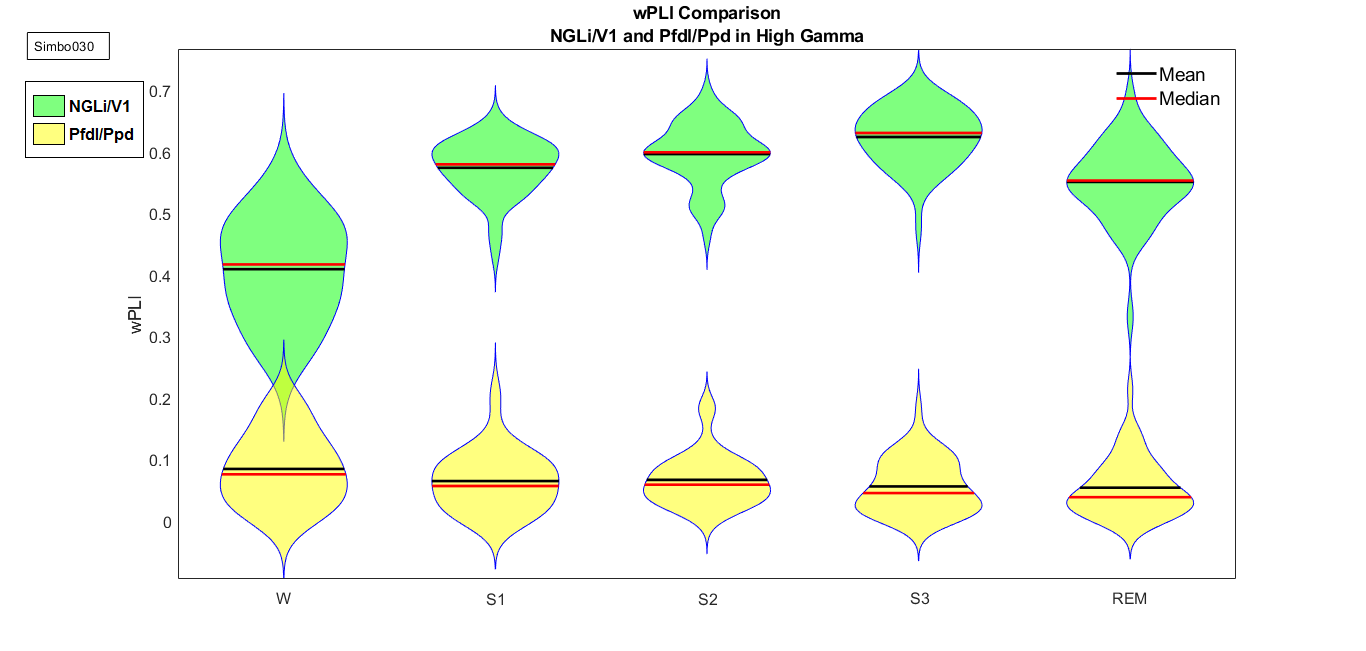 wPLI Comparison
NGLi/V1 and Pfdl/Ppd in High Gamma
Simbo030
NGLi/V1
Pfdl/Ppd
Mean
Median
0.7
0.6
0.5
0.4
0.3
0.2
0.1
0
wPLI
W
S1
S2
S3
REM